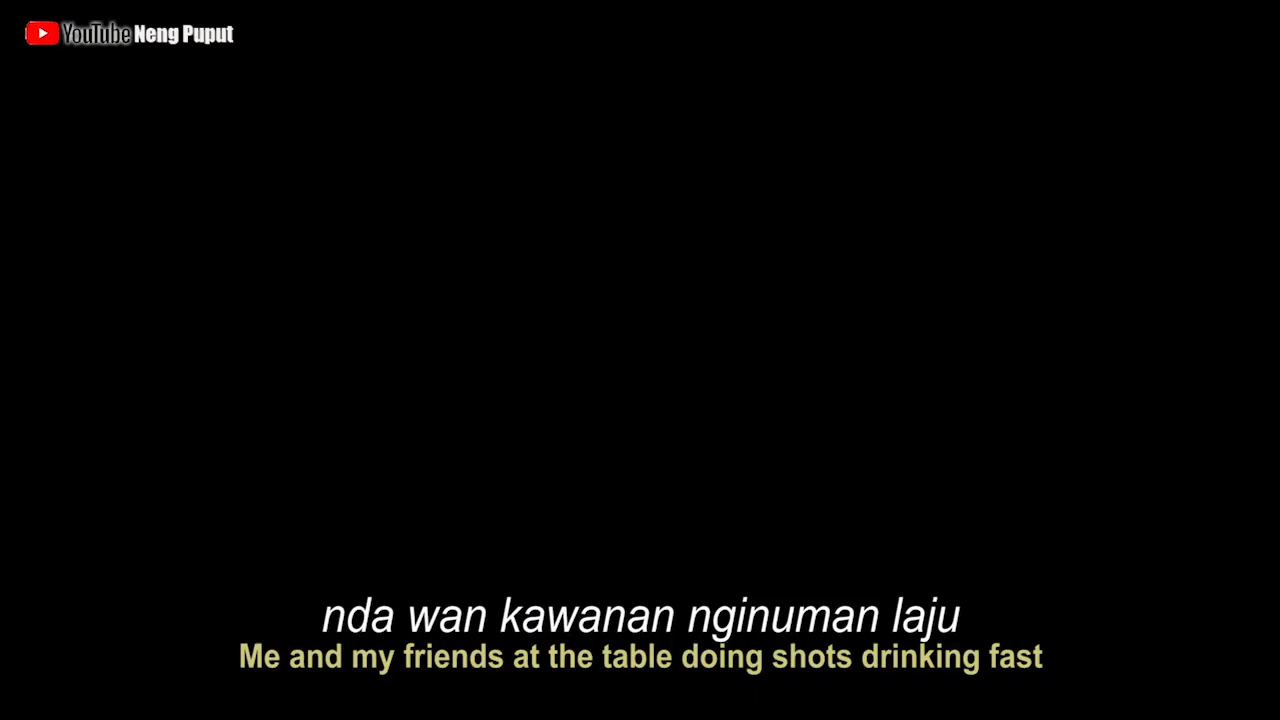 YouTube Neng Puput
nda wan kawanan nginuman laju
Me and my friends at the table doing shots drinking fast